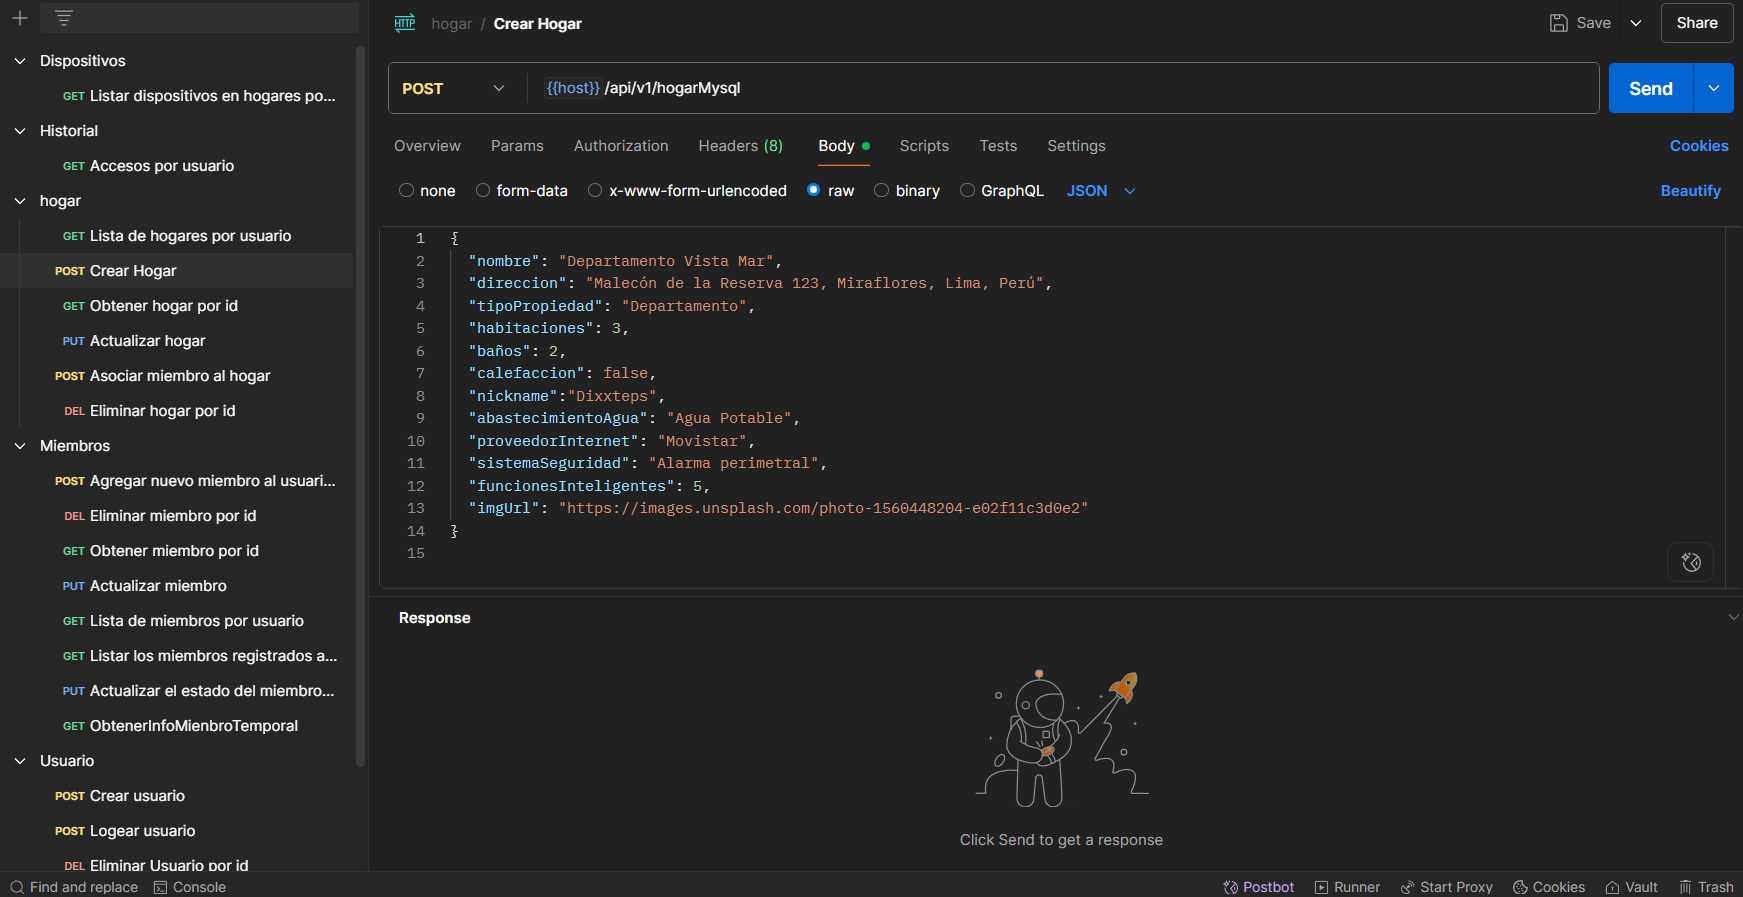 Dispositivos
GET Listar dispositivos en hogares po...
Historial
GET Accesos por usuario
hogar
GET Lista de hogares por usuario
POST Crear Hogar
GET Obtener hogar por id
PUT Actualizar hogar
POST Asociar miembro al hogar
DEL Eliminar hogar por id
Miembros
POST Agregar nuevo miembro al usuari...
DEL Eliminar miembro por id
GET Obtener miembro por id
PUT Actualizar miembro
GET Lista de miembros por usuario
GET Listar los miembros registrados a...
PUT Actualizar el estado del miembro...
GET ObtenerInfoMienbroTemporal
Usuario
POST Crear usuario
POST Logear usuario
DEL Eliminar Usuario por id
HTTP hogar / Crear Hogar
Save
Share
POST {{host}} /api/v1/hogarMysql
Send
Overview Params Authorization Headers (8) Body Scripts Tests Settings
Cookies
none form-data x-www-form-urlencoded raw binary GraphQL JSON
Beautify
1 {
2 "nombre": "Departamento Vista Mar",
3 "direccion": "Malecón de la Reserva 123, Miraflores, Lima, Perú",
4 "tipoPropiedad": "Departamento",
5 "habitaciones": 3,
6 "baños": 2,
7 "calefaccion": false,
8 "nickname":"Dixxteps",
9 "abastecimientoAgua": "Agua Potable",
10 "proveedorInternet": "Movistar",
11 "sistemaSeguridad": "Alarma perimetral",
12 "funcionesInteligentes": 5,
13 "imgUrl": "https://images.unsplash.com/photo-1560448204-e02f11c3d0e2"
14 }
15
Response
Click Send to get a response
Find and replace Console
Postbot Runner Start Proxy Cookies Vault Trash